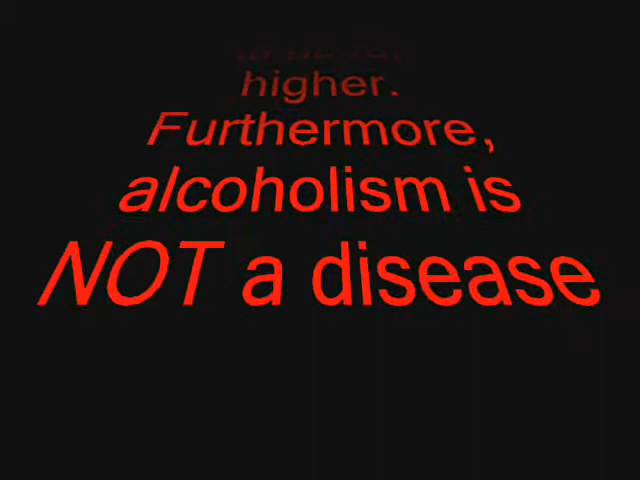 higher.
Furthermore,
alcoholism is
NOT a disease